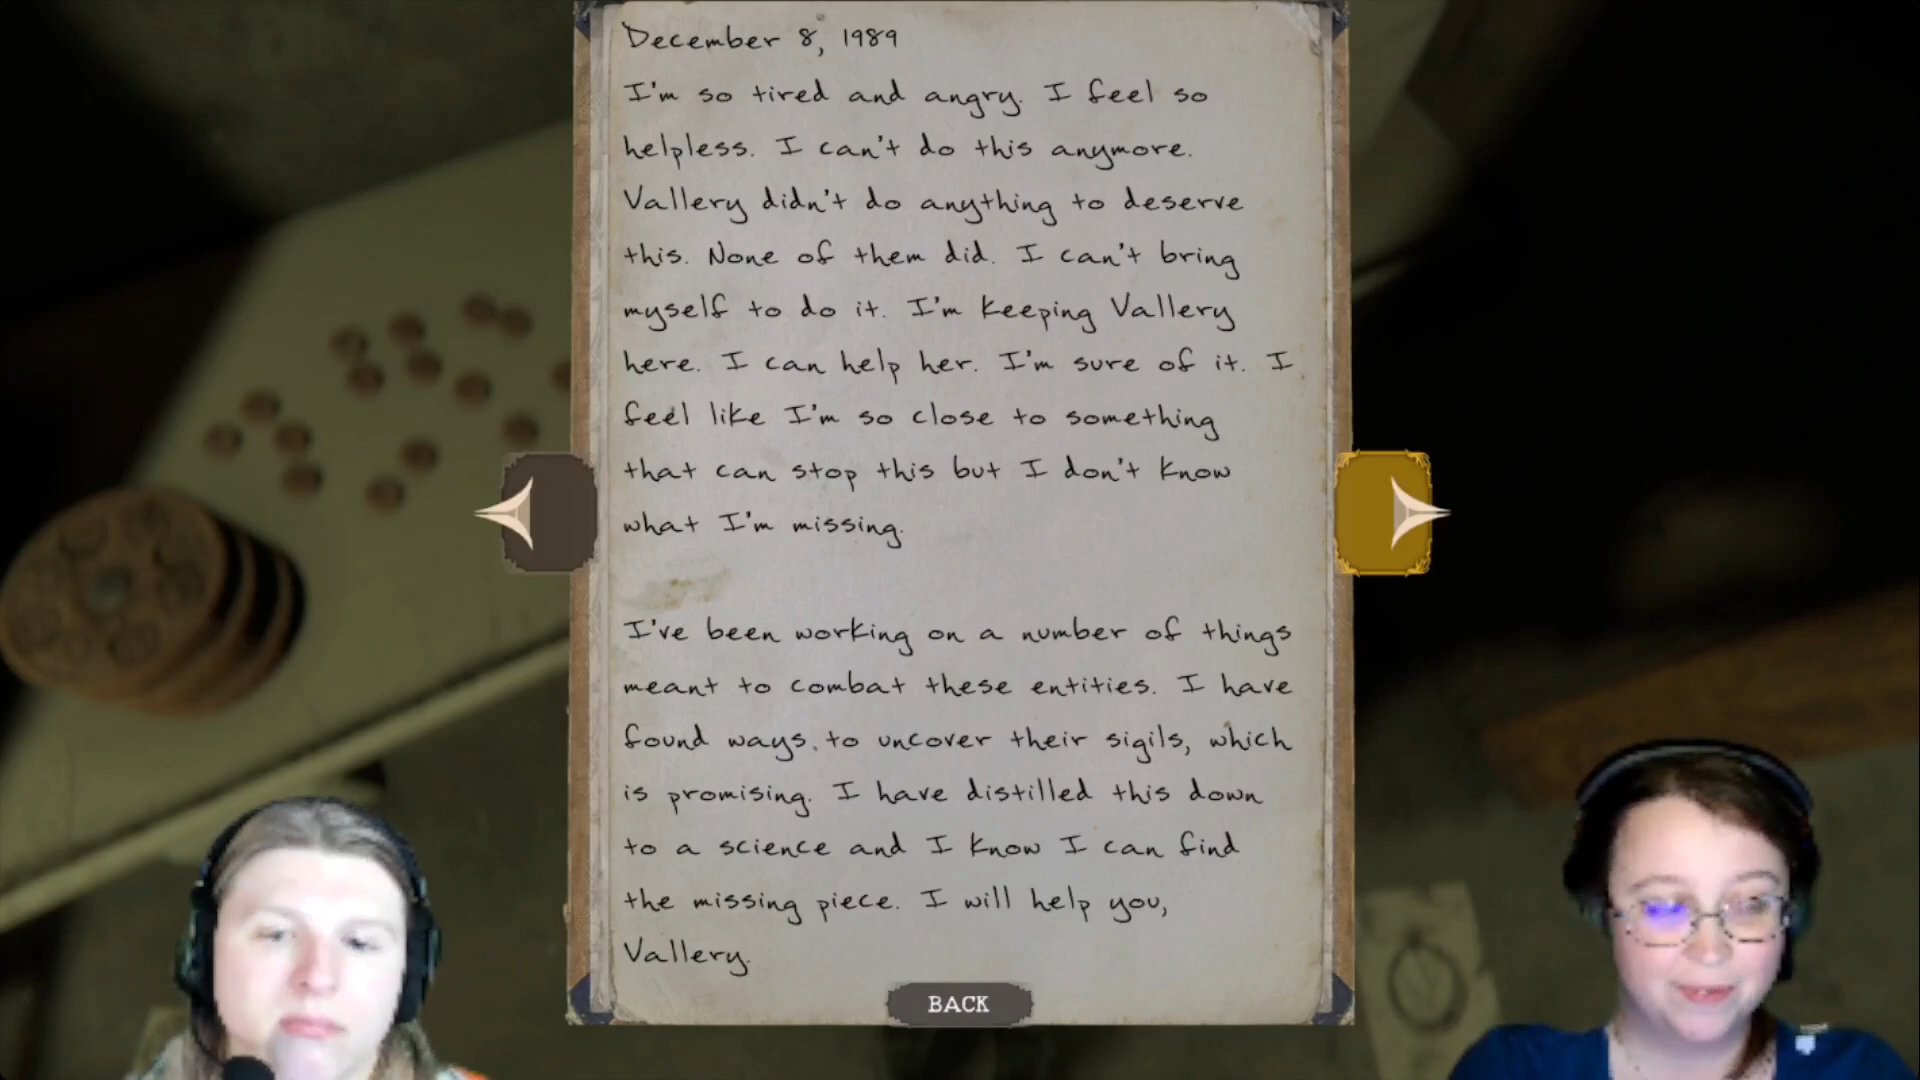 December 8, 1989
I'm so tired and angry. I feel so
helpless. I can't do this anymore.
Vallery didn't do anything to deserve
this. None of them did. I can't bring
myself to do it. I'm keeping Vallery
here. I can help her. I'm sure of it. I
feel like I'm so close to something
that can stop this but I don't know
what I'm missing.
I've been working on a number of things
meant to combat these entities. I have
found ways to uncover their sigils, which
is promising. I have distilled this down
to a science and I know I can find
the missing piece. I will help you,
Vallery.
BACK